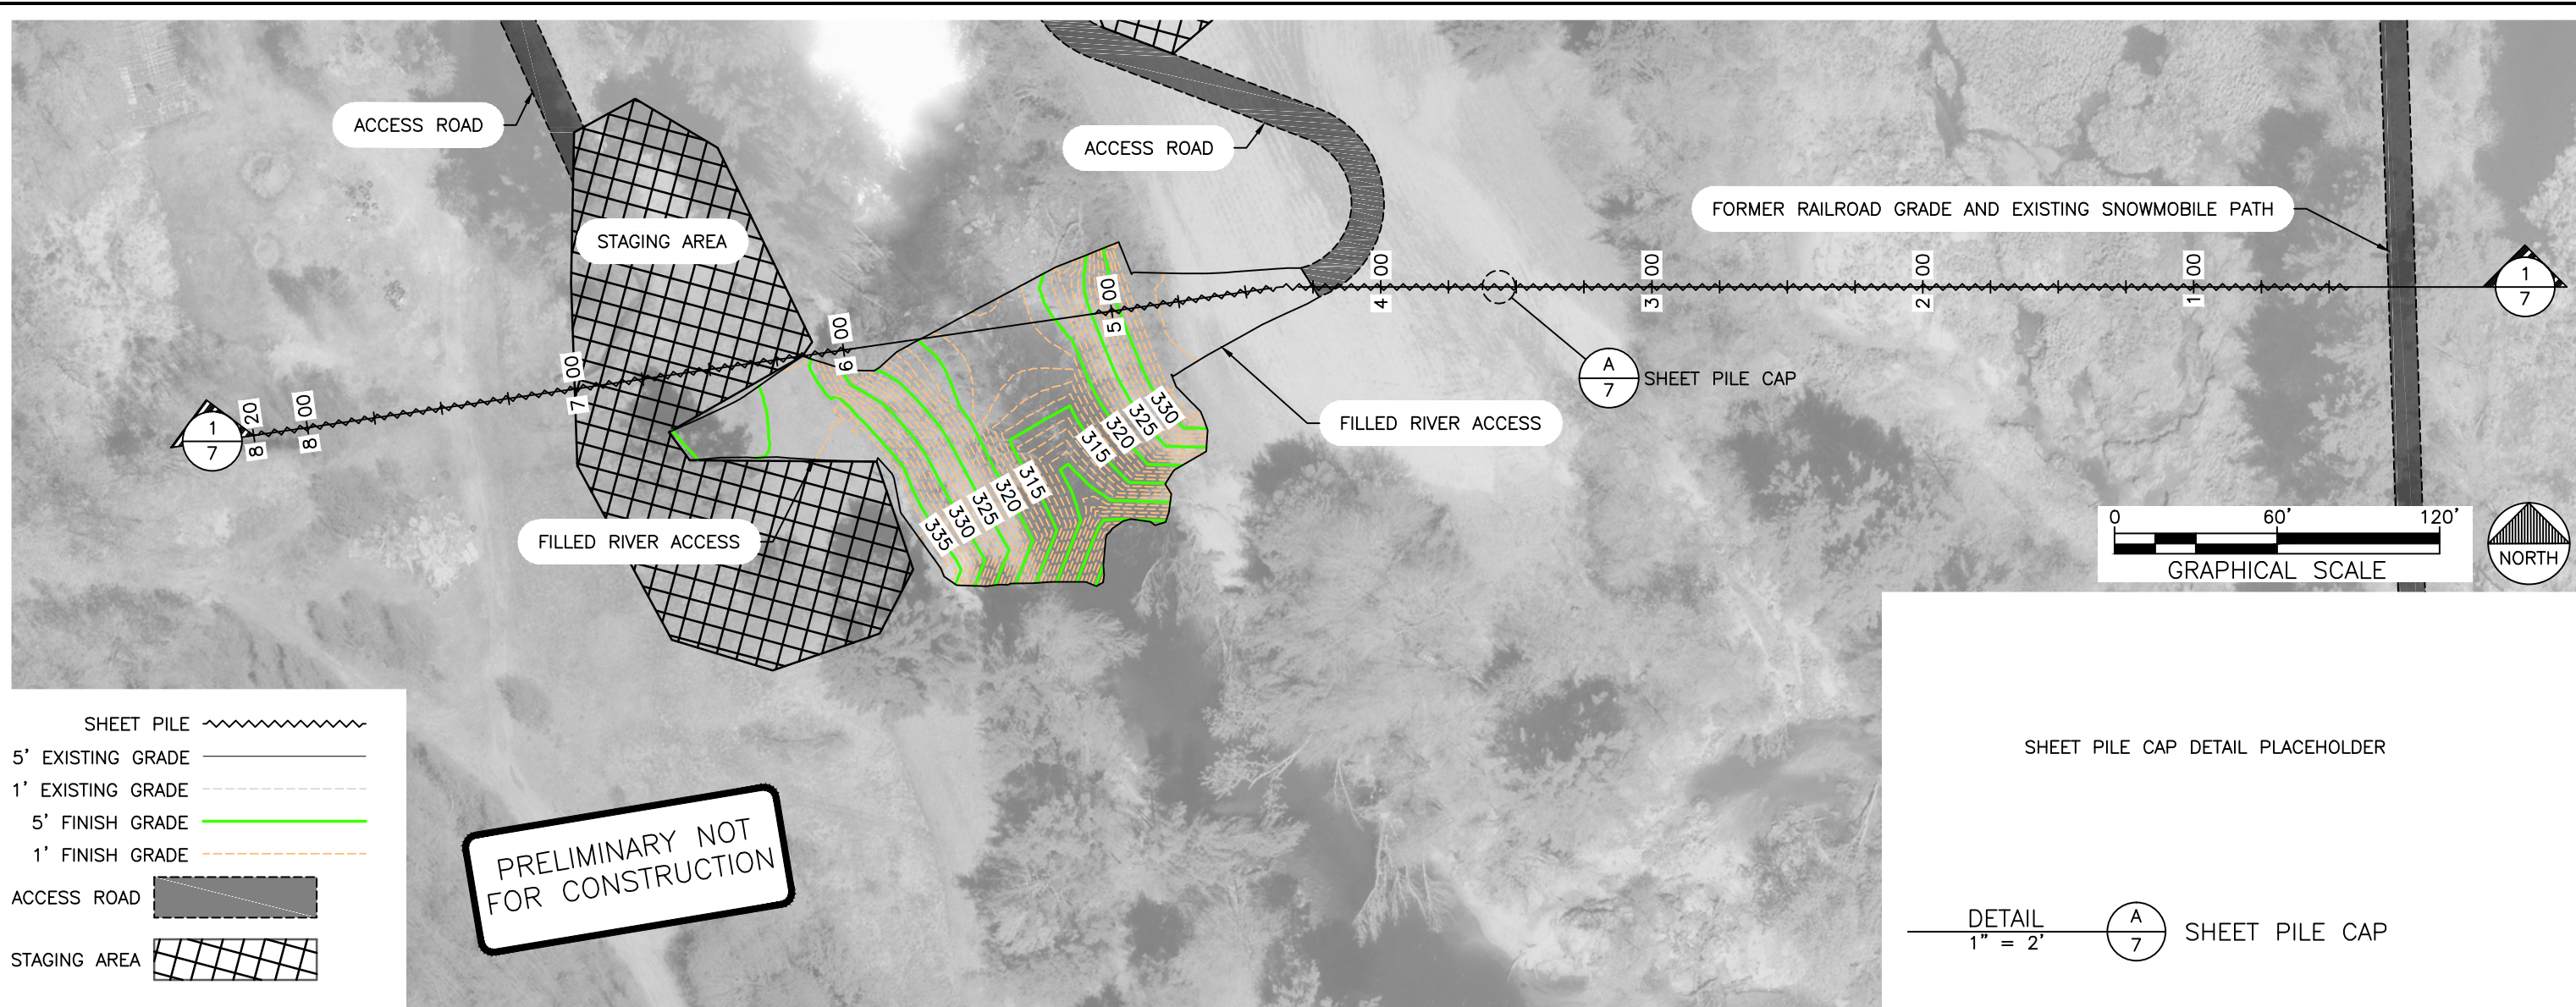 ACCESS ROAD
ACCESS ROAD
FORMER RAILROAD GRADE AND EXISTING SNOWMOBILE PATH
STAGING AREA
1
7
8 20
8 00
7 00
6 00
5 00
4 00
3 00
2 00
1 00
1
7
A
7
SHEET PILE CAP
FILLED RIVER ACCESS
330
325
320
315
315
320
325
330
335
FILLED RIVER ACCESS
0 60' 120'
GRAPHICAL SCALE
NORTH
SHEET PILE
5' EXISTING GRADE
1' EXISTING GRADE
5' FINISH GRADE
1' FINISH GRADE
ACCESS ROAD
STAGING AREA
PRELIMINARY NOT
FOR CONSTRUCTION
SHEET PILE CAP DETAIL PLACEHOLDER
DETAIL
1" = 2'
A
7
SHEET PILE CAP